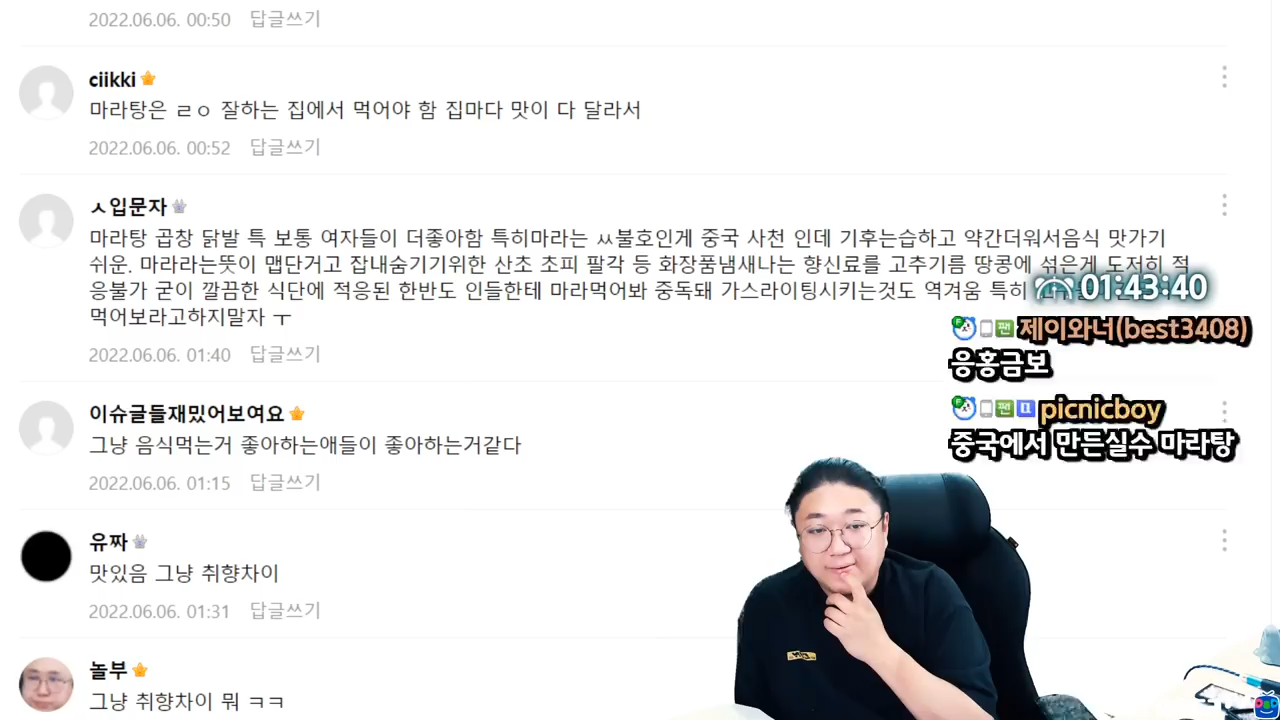 2022.06.06. 00:50 답글쓰기
ciikki
마라탕은 ㄹㅇ 잘하는 집에서 먹어야 함 집마다 맛이 다 달라서
2022.06.06. 00:52 답글쓰기
ㅅ입문자
마라탕 곱창 닭발 특 보통 여자들이 더좋아함 특히마라는 ㅆ불호인게 중국 사천 인데 기후는습하고 약간더워서음식 맛가기
쉬운. 마라라는뜻이 맵단거고 잡내숨기기위한 산초 초피 팔각 등 화장품냄새나는 향신료를 고추기름 땅콩에 섞은게 도저히 적
응불가 굳이 깔끔한 식단에 적응된 한반도 인들한테 마라먹어봐 중독돼 가스라이팅시키는것도 역겨움 특히
먹어보라고하지말자 ㅜ
2022.06.06. 01:40 답글쓰기
01:43:40
제이와너(best3408)
응홍금보
picnicboy
중국에서 만든실수 마라탕
이슈글들재밌어보여요
그냥 음식먹는거 좋아하는애들이 좋아하는거같다
2022.06.06. 01:15 답글쓰기
유짜
맛있음 그냥 취향차이
2022.06.06. 01:31 답글쓰기
놀부
그냥 취향차이 뭐 ㅋㅋ